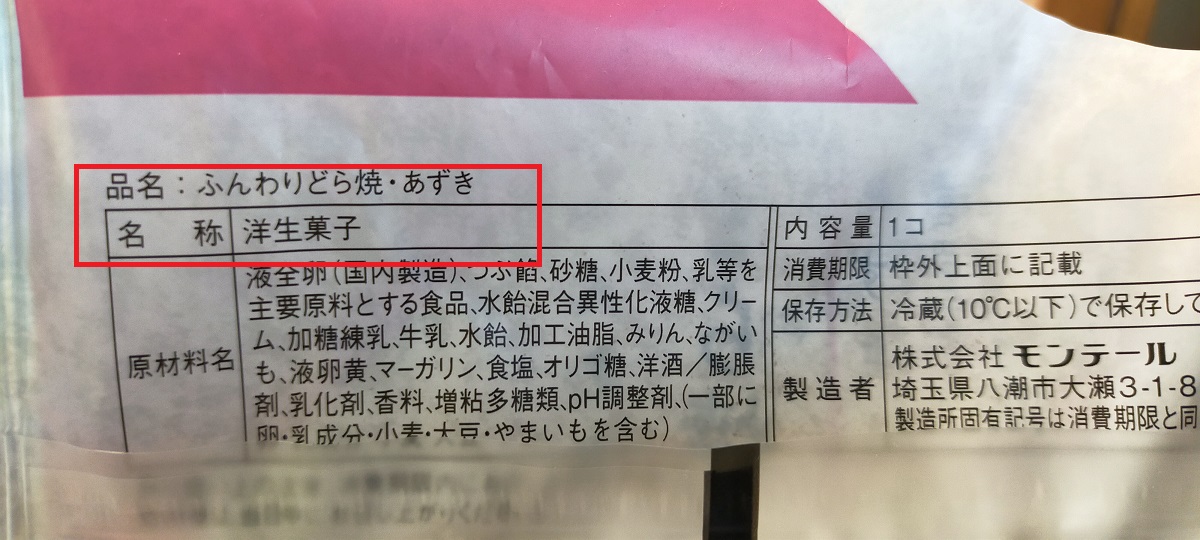 品名：ふんわりどら焼・あずき
名称 洋生菓子
原材料名
液全卵(国内製造)、つぶ餡、砂糖、小麦粉、乳等を
主要原料とする食品、水飴混合異性化液糖、クリー
ム、加糖練乳、牛乳、水飴、加工油脂、みりん、ながい
も、液卵黄、マーガリン、食塩、オリゴ糖、洋酒／膨脹
剤、乳化剤、香料、増粘多糖類、pH調整剤、(一部に
卵・乳成分・小麦・大豆・やまいもを含む)
内容量 1コ
消費期限 枠外上面に記載
保存方法 冷蔵(10℃以下)で保存して
製造者
株式会社 モンテール
埼玉県八潮市大瀬3-1-8
製造所固有記号は消費期限と同